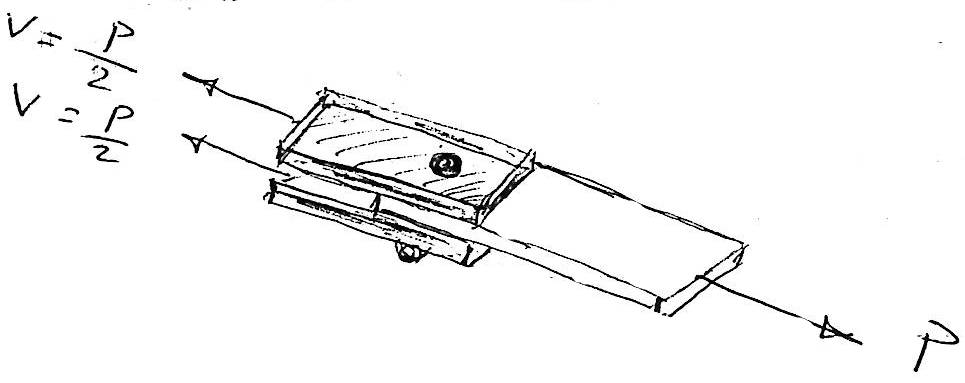 V = P/2
V = P/2
P